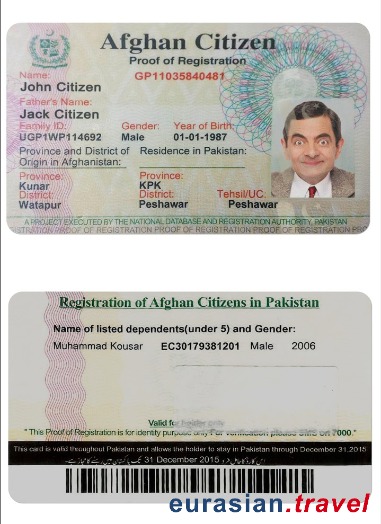 Afghan Citizen
Proof of Registration
Name: GP11035840481
John Citizen
Father's Name:
Jack Citizen
Family ID: Gender: Year of Birth:
UGP1WP114692 Male 01-01-1987
Province and District of Residence in Pakistan:
Origin in Afghanistan:
Province: Province:
Kunar KPK
District: District: Tehsil/UC:
Watapur Peshawar Peshawar
A PROJECT EXECUTED BY THE NATIONAL DATABASE AND REGISTRATION AUTHORITY, PAKISTAN
PROOF OF REGISTRATION PROOF OF REGISTRATION PROOF OF REGISTRATION
Registration of Afghan Citizens in Pakistan
Name of listed dependents(under 5) and Gender:
Muhammad Kousar EC30179381201 Male 2006
Valid for holder only
"This Proof of Registration is for identity purpose only For verification please SMS on 7000."
This card is valid throughout Pakistan and allows the holder to stay in Pakistan through December 31,2015
31 December 2015
eurasian.travel